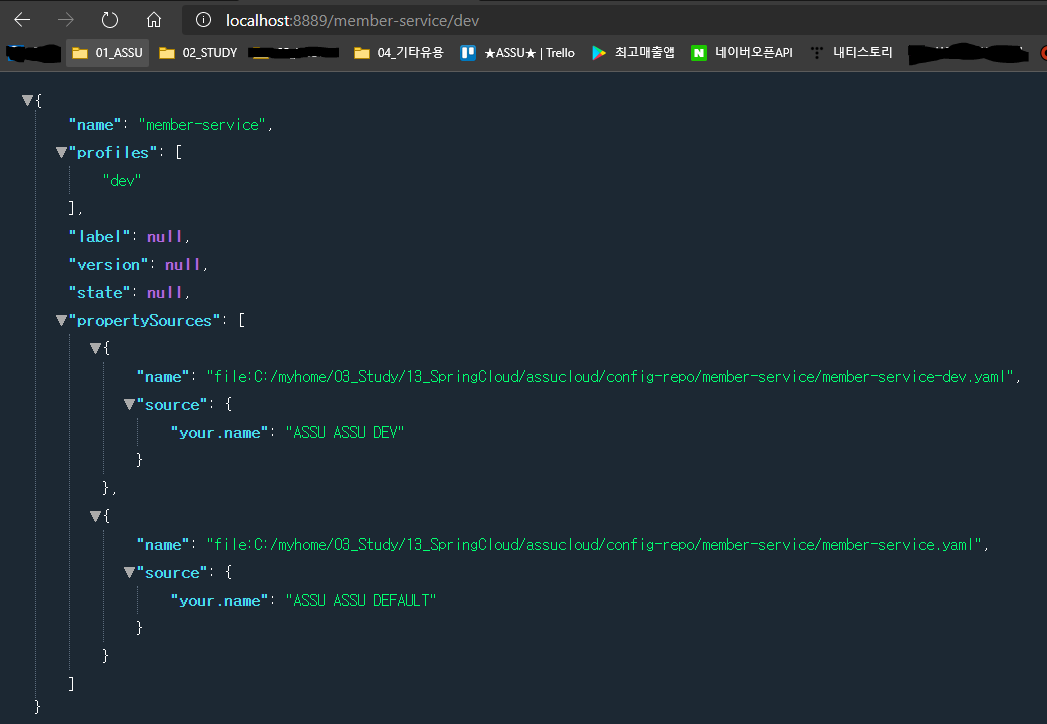 localhost:8889/member-service/dev
01_ASSU 02_STUDY 04_기타유용 ★ASSU★ | Trello 최고매출앱 N 네이버오픈API 내티스토리
{
"name": "member-service",
"profiles": [
"dev"
],
"label": null,
"version": null,
"state": null,
"propertySources": [
{
"name": "file:C:/myhome/03_Study/13_SpringCloud/assucloud/config-repo/member-service/member-service-dev.yaml",
"source": {
"your.name": "ASSU ASSU DEV"
}
},
{
"name": "file:C:/myhome/03_Study/13_SpringCloud/assucloud/config-repo/member-service/member-service.yaml",
"source": {
"your.name": "ASSU ASSU DEFAULT"
}
}
]
}